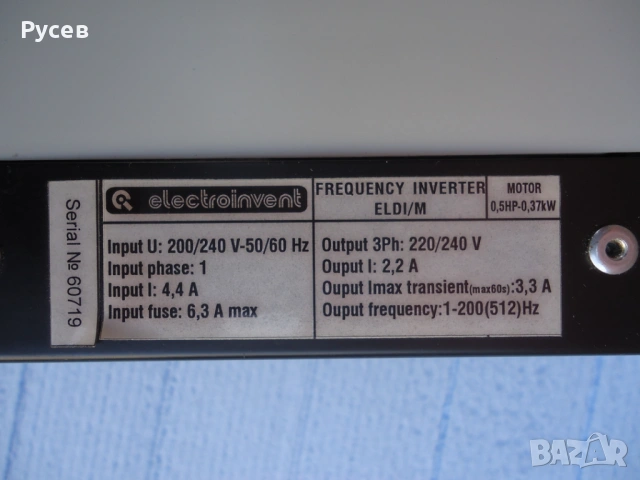 Русев
Serial № 60719
electroinvent
FREQUENCY INVERTER
ELDI/M
MOTOR
0,5HP-0,37kW
Input U: 200/240 V-50/60 Hz
Input phase: 1
Input I: 4,4 A
Input fuse: 6,3 A max
Output 3Ph: 220/240 V
Ouput I: 2,2 A
Ouput Imax transient(max60s):3,3 A
Ouput frequency:1-200(512)Hz
BAZAR